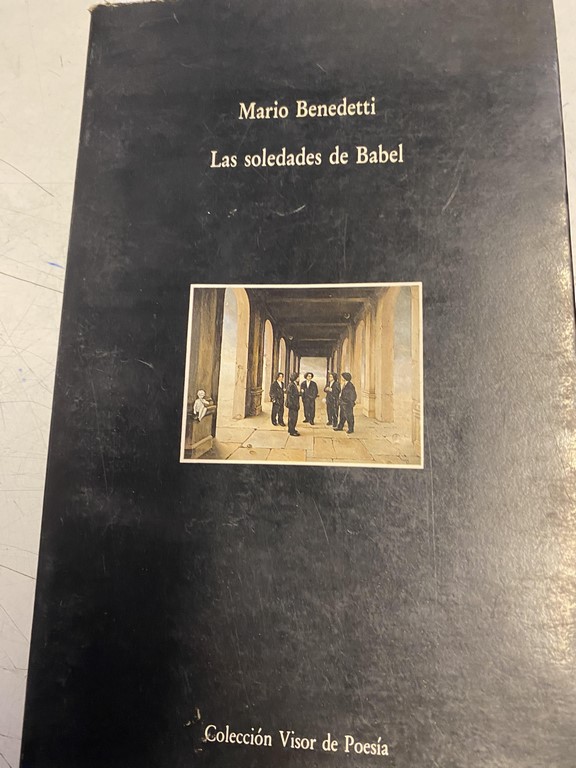 Mario Benedetti
Las soledades de Babel
Colección Visor de Poesía